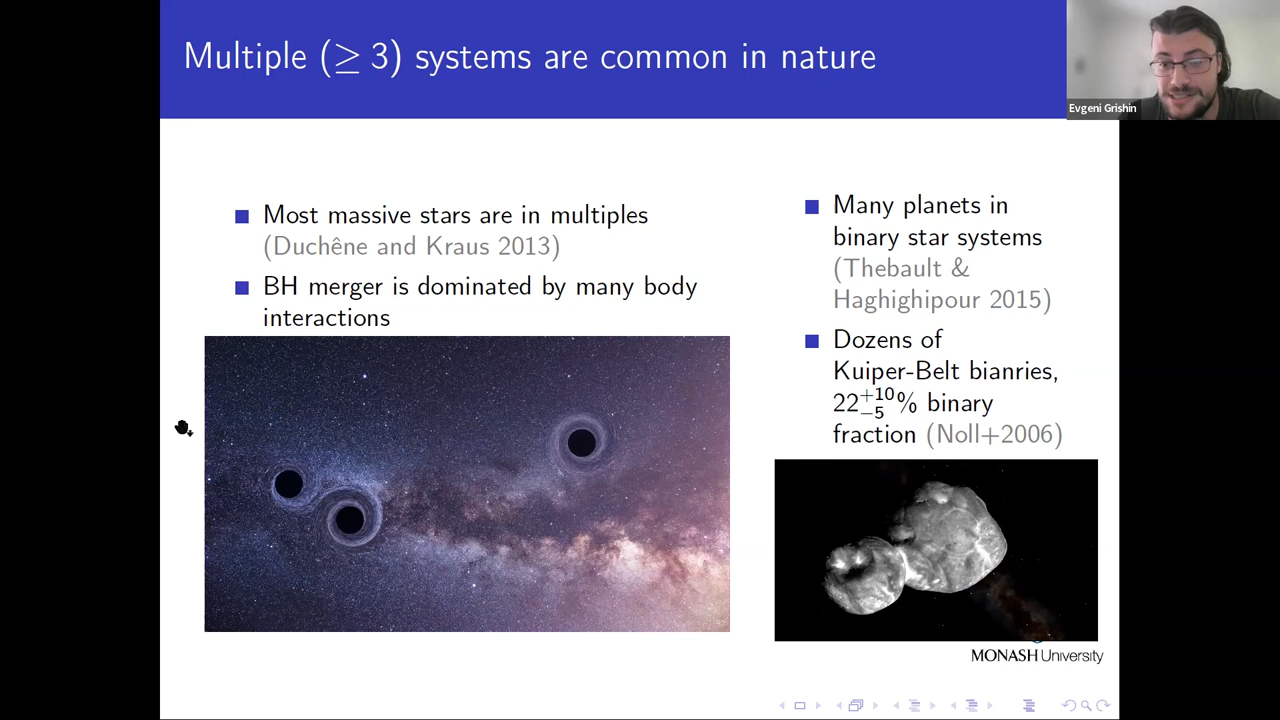 Multiple (≥ 3) systems are common in nature
Evgeni Grishin
Most massive stars are in multiples
(Duchêne and Kraus 2013)
BH merger is dominated by many body
interactions
Many planets in
binary star systems
(Thebault &
Haghighipour 2015)
Dozens of
Kuiper-Belt bianries,
22+10−5% binary
fraction (Noll+2006)
MONASH University